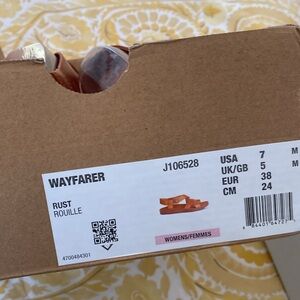 WAYFARER
J106528
RUST
ROUILLE
4700484301
WOMENS/FEMMES
USA 7 M
UK/GB 5 M
EUR 38
CM 24